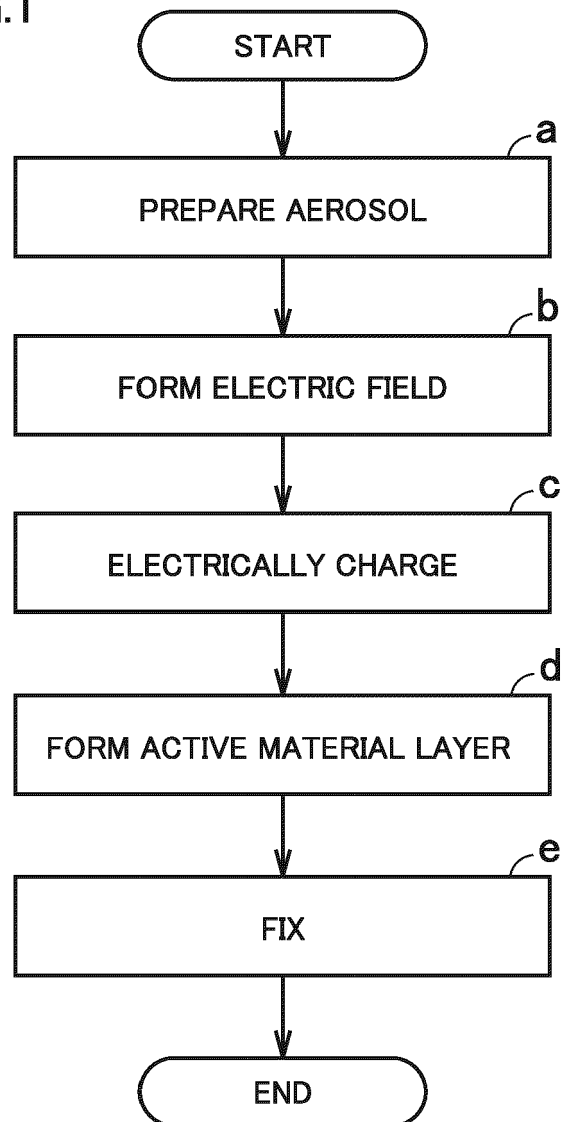 .1
START
a
PREPARE AEROSOL
b
FORM ELECTRIC FIELD
c
ELECTRICALLY CHARGE
d
FORM ACTIVE MATERIAL LAYER
e
FIX
END